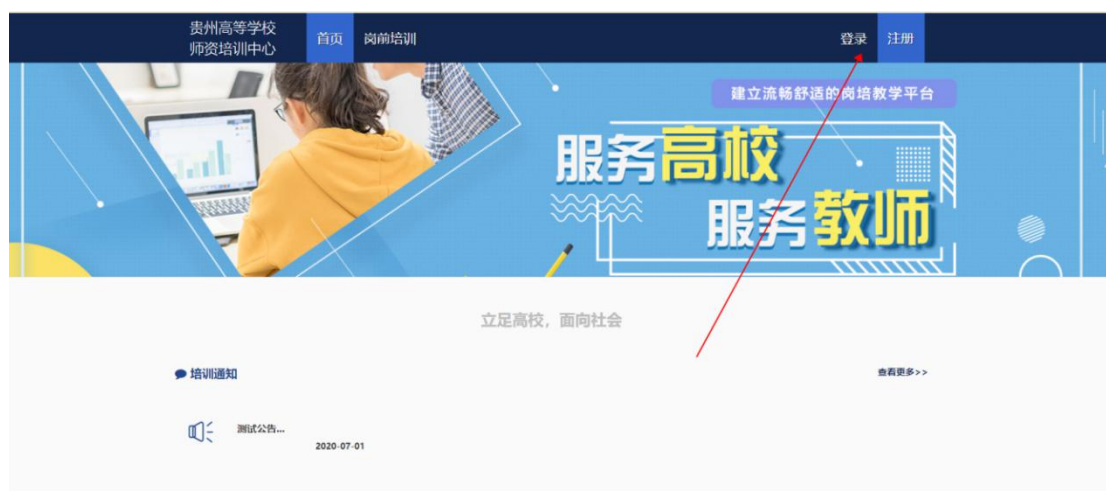 贵州高等学校
师资培训中心
首页 岗前培训 登录 注册
建立流畅舒适的岗培教学平台
服务高校
服务教师
立足高校，面向社会
培训通知 查看更多>>
测试公告...
2020-07-01